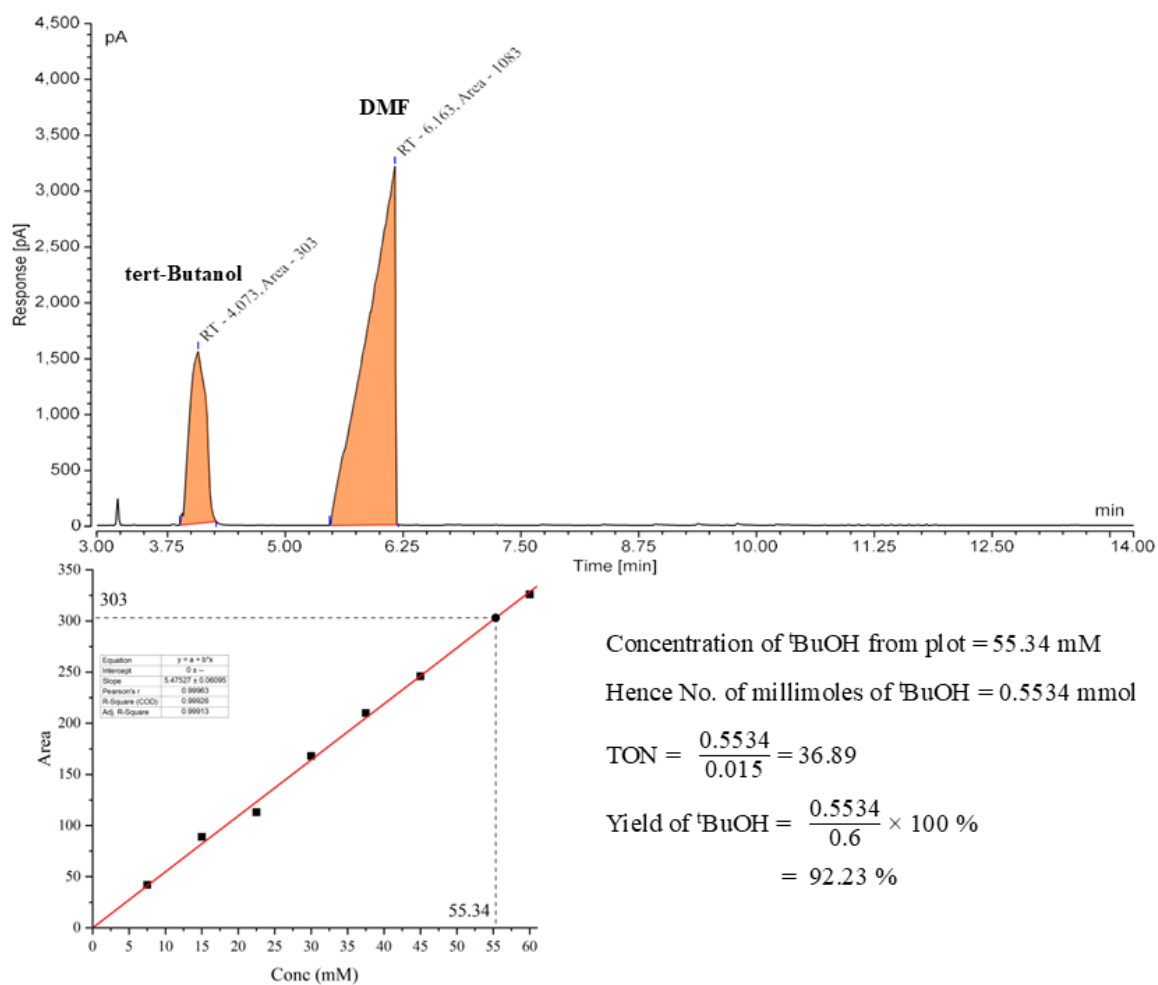 4,500
pA
4,000
3,500
3,000
2,500
2,000
1,500
1,000
500
0
Response [pA]
tert-Butanol
RT - 4.073, Area - 303
DMF
RT - 6.163, Area - 1083
min
3.00 3.75 5.00 6.25 7.50 8.75 10.00 11.25 12.50 14.00
Time [min]
350
300
250
200
150
100
50
0
Area
303
Equation y = a + b*x
Intercept 0 ± --
Slope 5.47527 ± 0.06095
Pearson's r 0.99963
R-Square (COD) 0.99926
Adj. R-Square 0.99913
55.34
0 5 10 15 20 25 30 35 40 45 50 55 60
Conc (mM)
Concentration of ᵗBuOH from plot = 55.34 mM
Hence No. of millimoles of ᵗBuOH = 0.5534 mmol
TON = 0.5534 / 0.015 = 36.89
Yield of ᵗBuOH = 0.5534 / 0.6 × 100 %
= 92.23 %